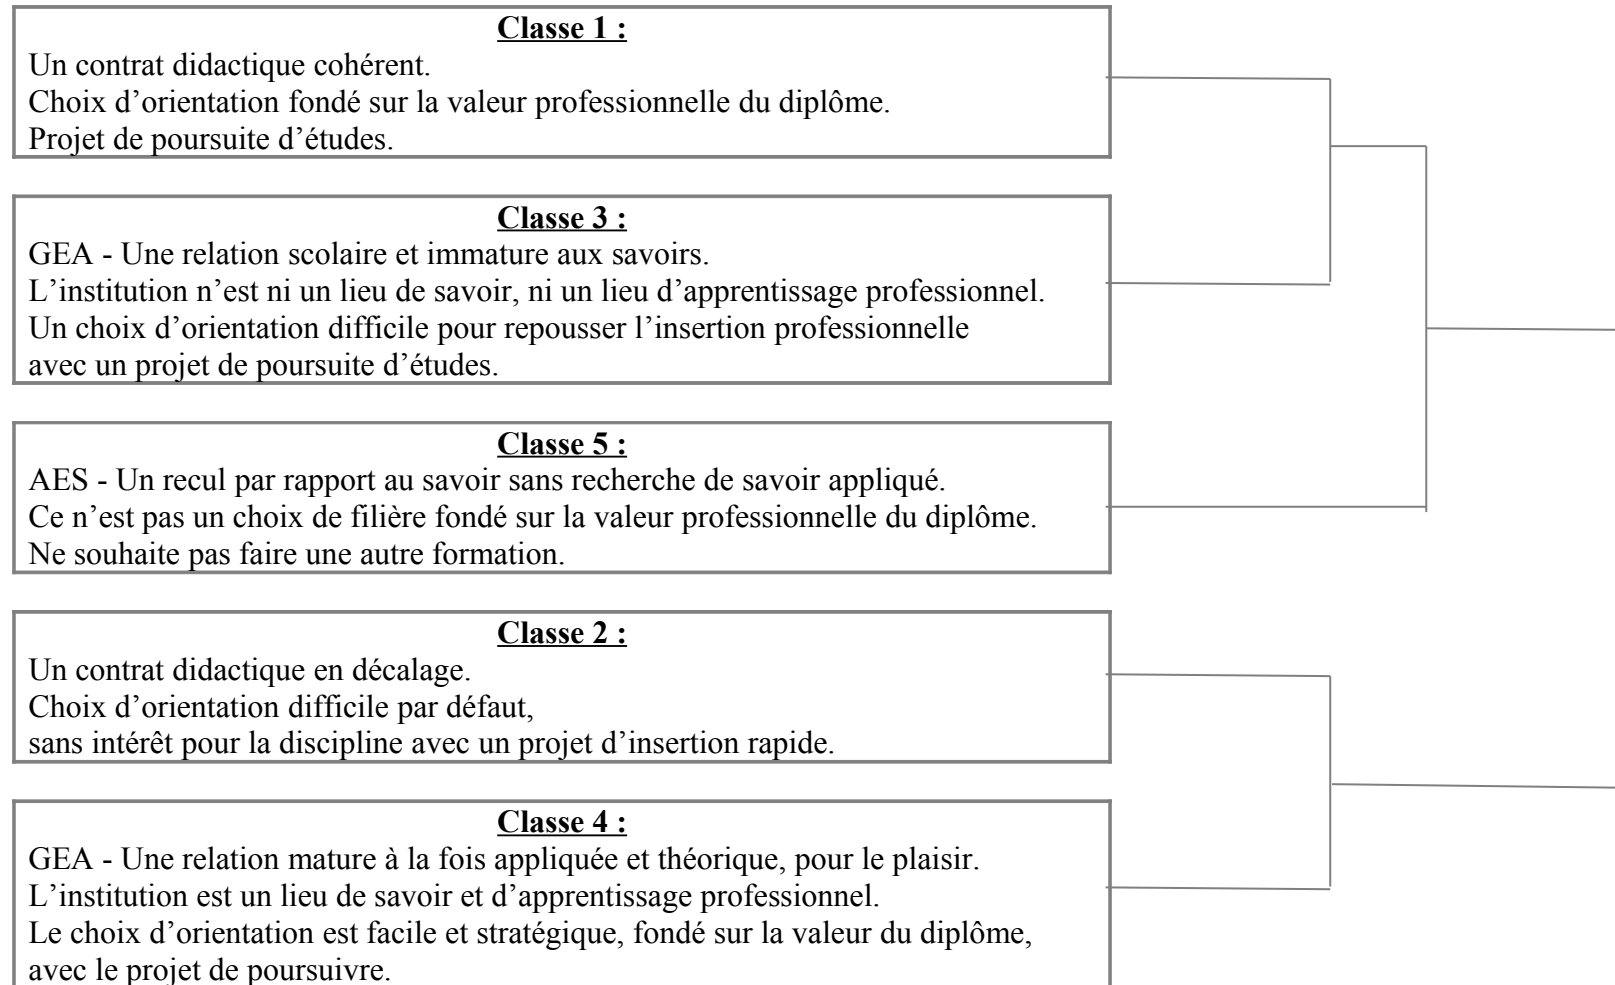 Classe 1 :
Un contrat didactique cohérent.
Choix d’orientation fondé sur la valeur professionnelle du diplôme.
Projet de poursuite d’études.
Classe 3 :
GEA - Une relation scolaire et immature aux savoirs.
L’institution n’est ni un lieu de savoir, ni un lieu d’apprentissage professionnel.
Un choix d’orientation difficile pour repousser l’insertion professionnelle
avec un projet de poursuite d’études.
Classe 5 :
AES - Un recul par rapport au savoir sans recherche de savoir appliqué.
Ce n’est pas un choix de filière fondé sur la valeur professionnelle du diplôme.
Ne souhaite pas faire une autre formation.
Classe 2 :
Un contrat didactique en décalage.
Choix d’orientation difficile par défaut,
sans intérêt pour la discipline avec un projet d’insertion rapide.
Classe 4 :
GEA - Une relation mature à la fois appliquée et théorique, pour le plaisir.
L’institution est un lieu de savoir et d’apprentissage professionnel.
Le choix d’orientation est facile et stratégique, fondé sur la valeur du diplôme,
avec le projet de poursuivre.